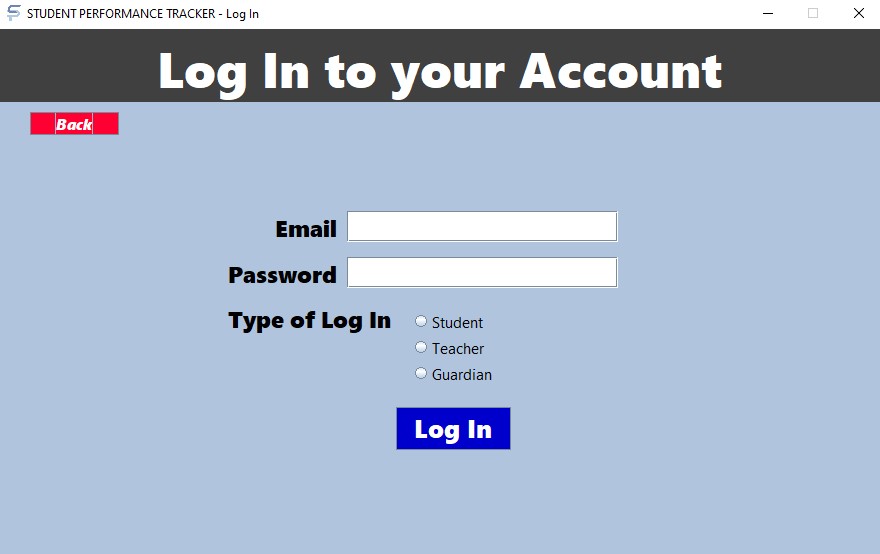 STUDENT PERFORMANCE TRACKER - Log In
Log In to your Account
Back
Email
Password
Type of Log In
Student
Teacher
Guardian
Log In